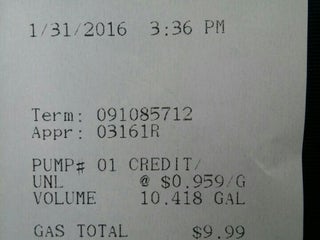 1/31/2016 3:36 PM
Term: 091085712
Appr: 03161R
PUMP# 01 CREDIT/
UNL @ $0.959/G
VOLUME 10.418 GAL
GAS TOTAL $9.99